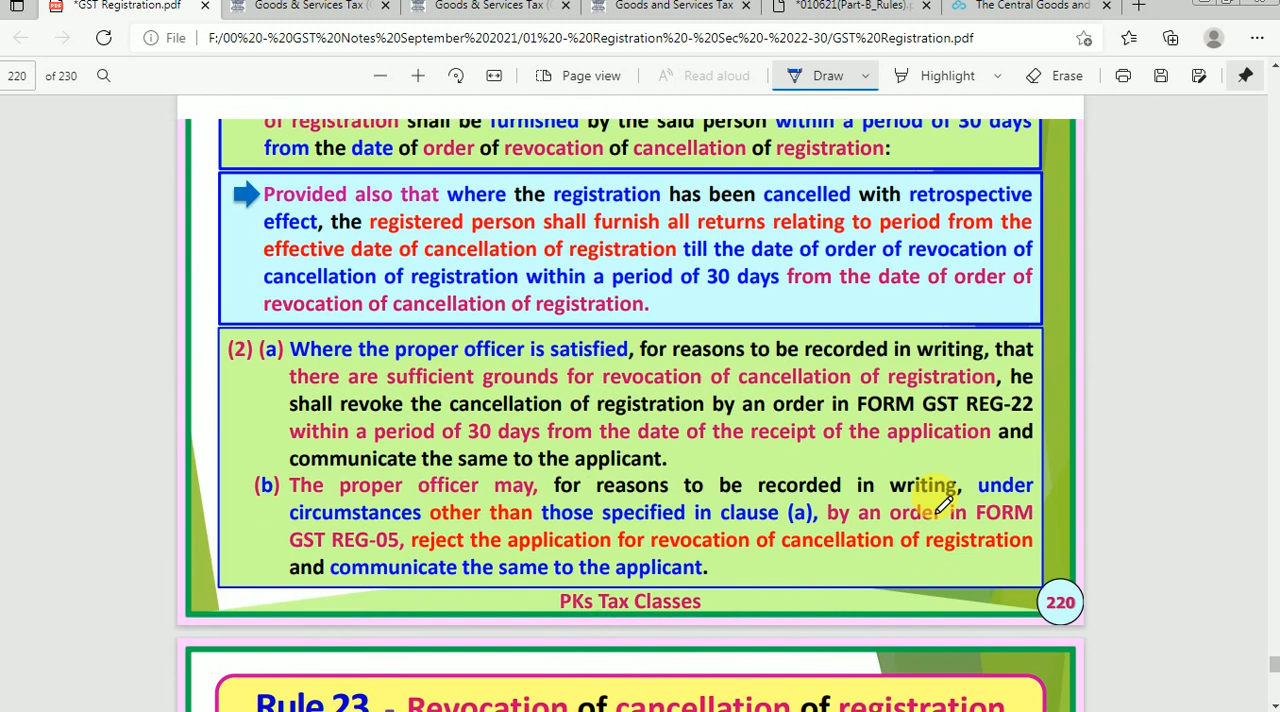 *GST Registration.pdf
Goods & Services Tax (
Goods & Services Tax (
Goods and Services Tax
*010621(Part-B_Rules).
The Central Goods and
File
F:/00%20-%20GST%20Notes%20September%202021/01%20-%20Registration%20-%20Sec%20-%2022-30/GST%20Registration.pdf
220 of 230
Page view
Read aloud
Draw
Highlight
Erase
of registration shall be furnished by the said person within a period of 30 days
from the date of order of revocation of cancellation of registration:
Provided also that where the registration has been cancelled with retrospective
effect, the registered person shall furnish all returns relating to period from the
effective date of cancellation of registration till the date of order of revocation of
cancellation of registration within a period of 30 days from the date of order of
revocation of cancellation of registration.
(2) (a) Where the proper officer is satisfied, for reasons to be recorded in writing, that
there are sufficient grounds for revocation of cancellation of registration, he
shall revoke the cancellation of registration by an order in FORM GST REG-22
within a period of 30 days from the date of the receipt of the application and
communicate the same to the applicant.
(b) The proper officer may, for reasons to be recorded in writing, under
circumstances other than those specified in clause (a), by an order in FORM
GST REG-05, reject the application for revocation of cancellation of registration
and communicate the same to the applicant.
PKs Tax Classes
220
Rule 23 - Revocation of cancellation of registration